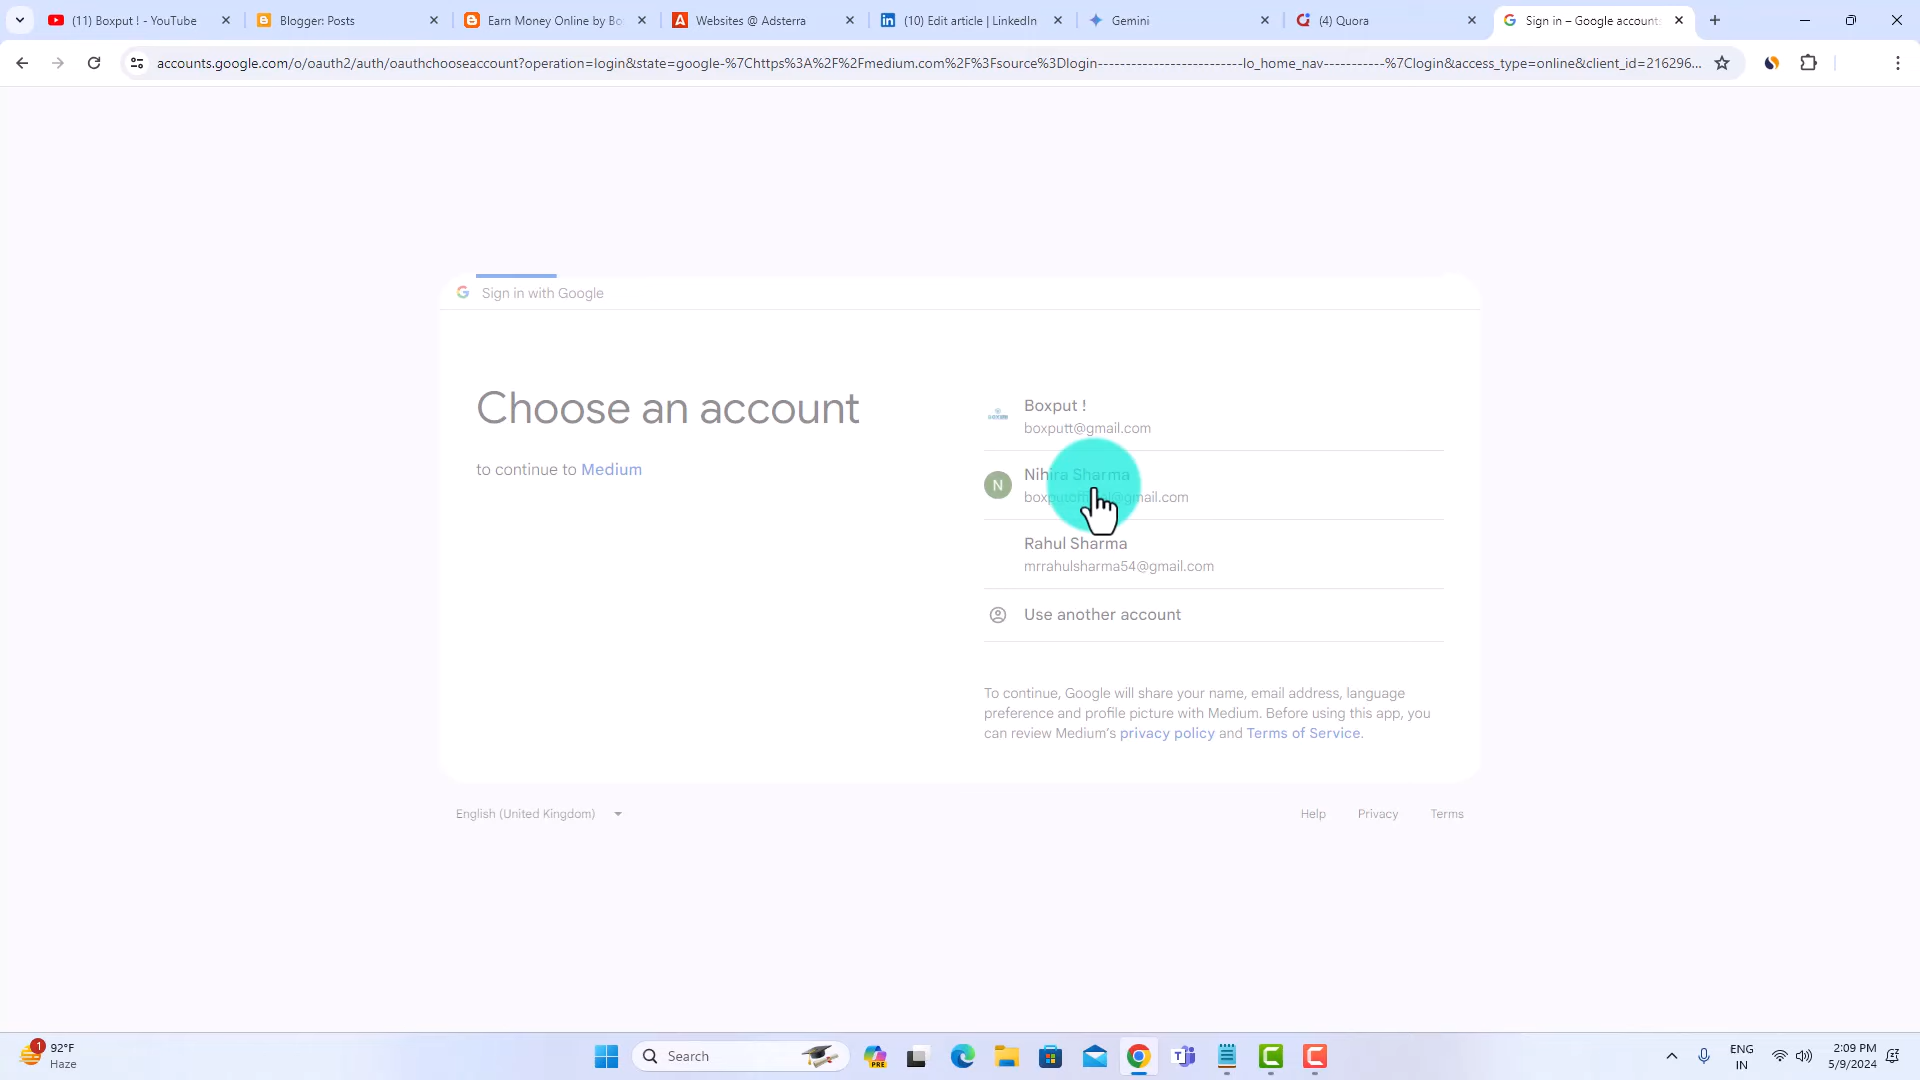 (11) Boxput ! - YouTube
Blogger: Posts
Earn Money Online by Bo
Websites @ Adsterra
(10) Edit article | LinkedIn
Gemini
(4) Quora
Sign in – Google account
accounts.google.com/o/oauth2/auth/oauthchooseaccount?operation=login&state=google-%7Chttps%3A%2F%2Fmedium.com%2F%3Fsource%3Dlogin--------------------------lo_home_nav-----------%7Clogin&access_type=online&client_id=216296...
Sign in with Google
Choose an account
to continue to Medium
Boxput !
boxputt@gmail.com
N
Nihira Sharma
@gmail.com
Rahul Sharma
mrrahulsharma54@gmail.com
Use another account
To continue, Google will share your name, email address, language
preference and profile picture with Medium. Before using this app, you
can review Medium's privacy policy and Terms of Service.
English (United Kingdom)
Help
Privacy
Terms
1
92°F
Haze
Search
PRE
ENG
IN
2:09 PM
5/9/2024